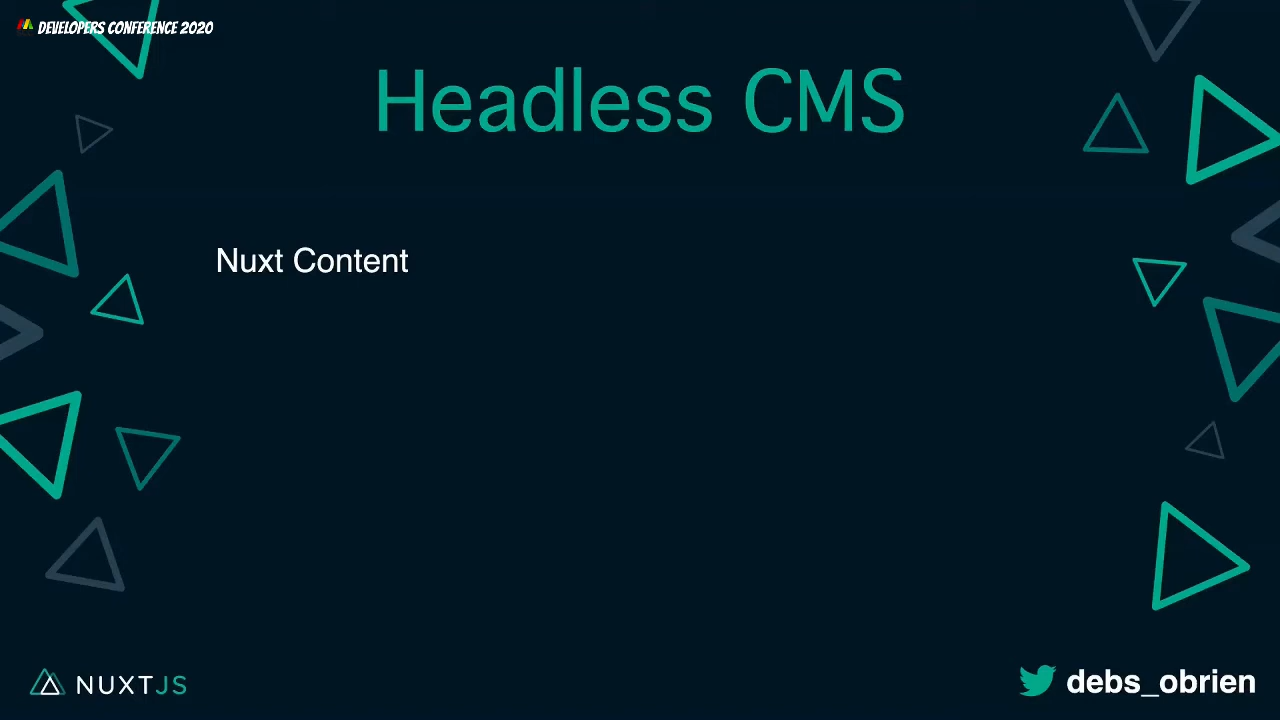 DEVELOPERS CONFERENCE 2020
Headless CMS
Nuxt Content
NUXTJS
debs_obrien